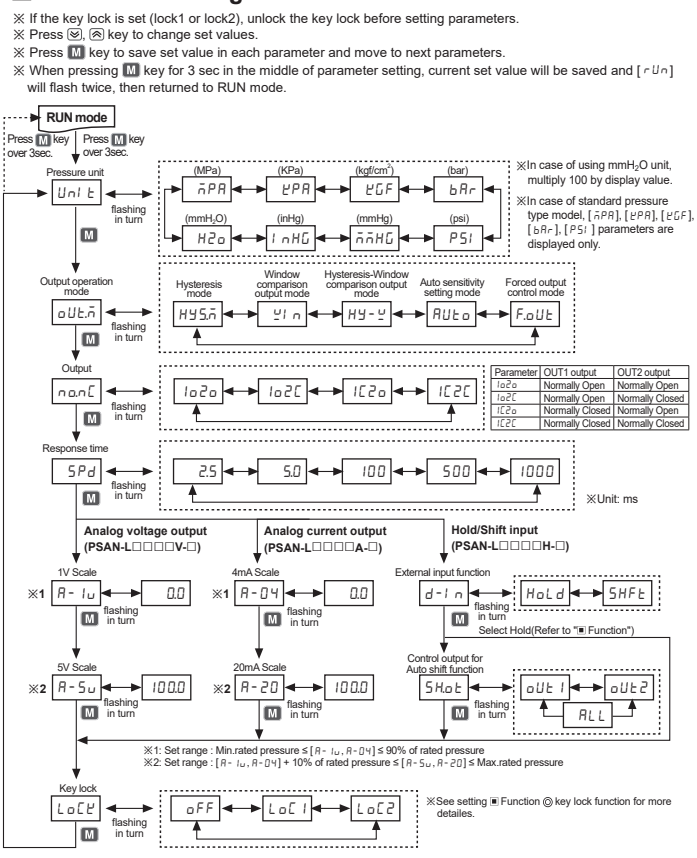 ※ If the key lock is set (lock1 or lock2), unlock the key lock before setting parameters.
※ Press , key to change set values.
※ Press M key to save set value in each parameter and move to next parameters.
※ When pressing M key for 3 sec in the middle of parameter setting, current set value will be saved and [rUn]
will flash twice, then returned to RUN mode.
RUN mode
Press M key over 3sec.
Press M key over 3sec.
Pressure unit
UnIt
flashing in turn
M
(MPa) (KPa) (kgf/cm²) (bar)
MPA KPA KGF bAr
(mmH₂O) (inHg) (mmHg) (psi)
H2o InHG MMHG PSI
※In case of using mmH₂O unit,
multiply 100 by display value.
※In case of standard pressure
type model, [MPA], [KPA], [KGF],
[bAr], [PSI] parameters are
displayed only.
Output operation
mode
oUt.M
flashing in turn
M
Hysteresis mode
Window comparison output mode
Hysteresis-Window comparison output mode
Auto sensitivity setting mode
Forced output control mode
HYS.M WIn HY-W AUto F.oUt
Output
no.nC
flashing in turn
M
1o2o 1o2C 1C2o 1C2C
Parameter OUT1 output OUT2 output
1o2o Normally Open Normally Open
1o2C Normally Open Normally Closed
1C2o Normally Closed Normally Open
1C2C Normally Closed Normally Closed
Response time
SPd
flashing in turn
M
2.5 5.0 100 500 1000
※Unit: ms
Analog voltage output
(PSAN-L□□□□V-□)
Analog current output
(PSAN-L□□□□A-□)
Hold/Shift input
(PSAN-L□□□□H-□)
1V Scale
※1 A-1v 0.0
M flashing in turn
4mA Scale
※1 A-04 0.0
M flashing in turn
External input function
d-In HoLd SHFt
M flashing in turn
Select Hold(Refer to "▣ Function")
5V Scale
※2 A-5v 100.0
M flashing in turn
20mA Scale
※2 A-20 100.0
M flashing in turn
Control output for
Auto shift function
SH.ot oUt1 oUt2
ALL
M flashing in turn
※1: Set range : Min.rated pressure ≤ [A-1v, A-04] ≤ 90% of rated pressure
※2: Set range : [A-1v, A-04] + 10% of rated pressure ≤ [A-5v, A-20] ≤ Max.rated pressure
Key lock
LoCK
flashing in turn
M
oFF LoC1 LoC2
※See setting ▣ Function ◎ key lock function for more
detailes.